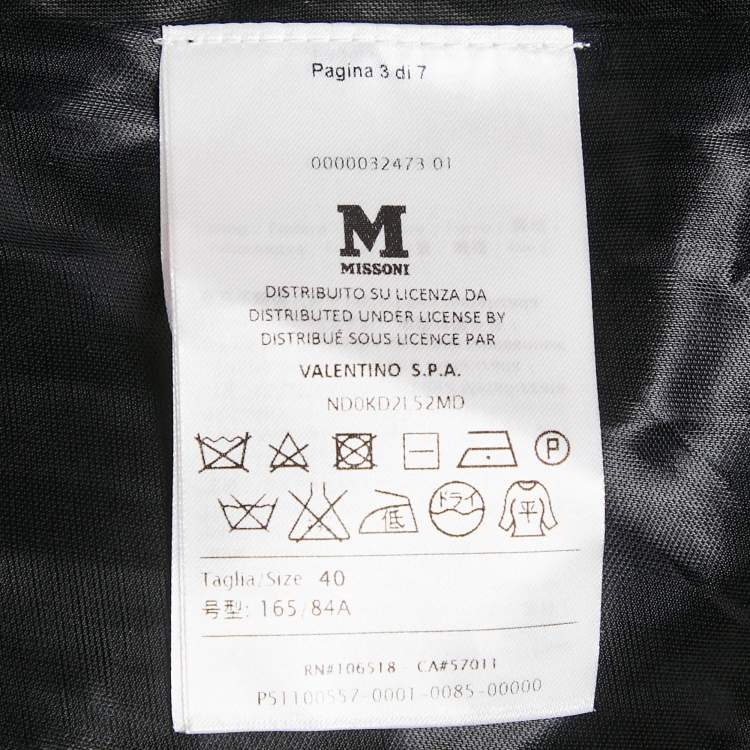 Pagina 3 di 7
0000032473 01
M
MISSONI
DISTRIBUITO SU LICENZA DA
DISTRIBUTED UNDER LICENSE BY
DISTRIBUÉ SOUS LICENCE PAR
VALENTINO S.P.A.
ND0KD2L52MD
P
低 ドライ 平
Taglia/Size 40
号型: 165/84A
RN#106518 CA#57011
P51100557-0001-0085-00000